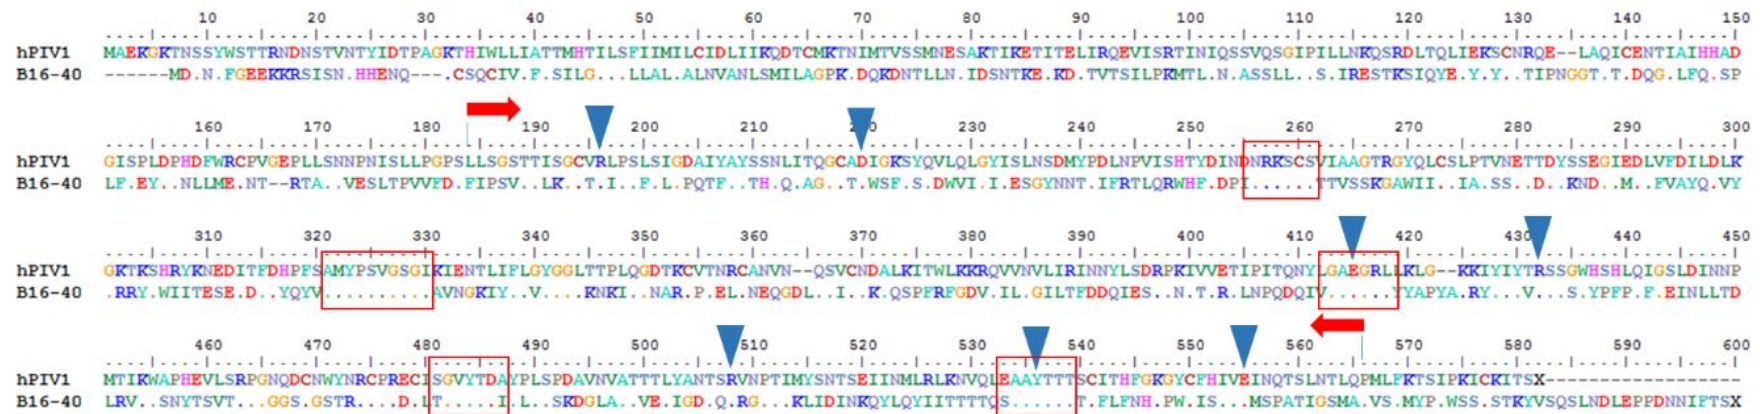 10 20 30 40 50 60 70 80 90 100 110 120 130 140 150
hPIV1 MAEKGKTNSSYWSTTRNDNSTVNTYIDTPAGKTHIWLLIATTMHTILSFIIMILCIDLIIKQDTCMKTNIMTVSSMNESAKTIKETITELIRQEVISRTINIQSSVQSGIPILLNKQSRDLTQLIEKSCNRQE--LAQICENTIAIHHAD
B16-40 ------MD.N.FGEEKKRSISN.HHENQ---.CSQCIV.F.SILG...LLAL.ALNVANLSMILAGPK.DQKDNTLLN.IDSNTKE.KD.TVTSILPKMTL.N.ASSLL..S.IRESTKSIQYE.Y.Y..TIPNGGT.T.DQG.LFQ.SP
160 170 180 190 200 210 220 230 240 250 260 270 280 290 300
hPIV1 GISPLDPHDFWRCPVGEPLLSNNPNISLLPGPSLLSGSTTISGCVRLPSLSIGDAIYAYSSNLITQGCADIGKSYQVLQLGYISLNSDMYPDLNPVISHTYDINDNRKSCSVIAAGTRGYQLCSLPTVNETTDYSSEGIEDLVFDILDLK
B16-40 LF.EY..NLLME.NT--RTA..VESLTPVVFD.FIPSV..LK..T.I..F.L.PQTF..TH.Q.AG..T.WSF.S.DWVI.I.ESGYNNT.IFRTLQRWHF.DPI......TTVSSKGAWII..IA.SS..D..KND..M..FVAYQ.VY
310 320 330 340 350 360 370 380 390 400 410 420 430 440 450
hPIV1 GKTKSHRYKNEDITFDHPFSAMYPSVGSGIKIENTLIFLGYGGLTTPLQGDTKCVTNRCANVN--QSVCNDALKITWLKKRQVVNVLIRINNYLSDRPKIVVETIPITQNYLGAEGRLLKLG--KKIYIYTRSSGWHSHLQIGSLDINNP
B16-40 .RRY.WIITESE.D..YQYV..........AVNGKIY..V....KNKI..NAR.P.EL.NEQGDL..I..K.QSPFRFGDV.IL.GILTFDDQIES..N.T.R.LNPQDQIV......YYAPYA.RY...V...S.YPFP.F.EINLLTD
460 470 480 490 500 510 520 530 540 550 560 570 580 590 600
hPIV1 MTIKWAPHEVLSRPGNQDCNWYNRCPRECISGVYTDAYPLSPDAVNVATTTLYANTSRVNPTIMYSNTSEIINMLRLKNVQLEAAYTTTSCITHFGKGYCFHIVEINQTSLNTLQPMLFKTSIPKICKITSX-----------------
B16-40 LRV..SNYTSVT...GGS.GSTR....D.LT.....I.L..SKDGLA..VE.IGD.Q.RG...KLIDINKQYLQYIITTTTQS......T.FLFNH.PW.IS...MSPATIGSMA.VS.MYP.WSS.STKYVSQSLNDLEPPDNNIFTSX